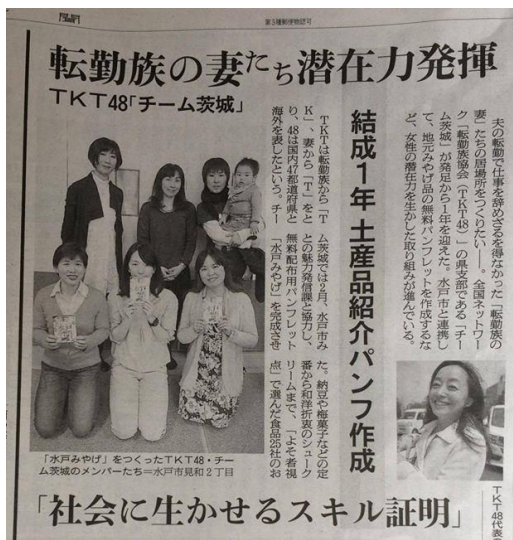 第3種郵便物認可
転勤族の妻たち潜在力発揮
TKT48「チーム茨城」
結成1年 土産品紹介パンフ作成
夫の転勤で仕事を辞めざるを得なかった「転勤族の
妻」たちの居場所をつくりたい――。全国ネットワー
ク「転勤族協会(TKT48)」の県支部である「チー
ム茨城」が発足から1年を迎えた。水戸市と連携し
て、地元みやげ品の無料パンフレットを作成するな
ど、女性の潜在力を生かした取り組みが進んでいる。
TKTは転勤族から「T
K」、妻から「T」をと
り、48は国内47都道府県と
海外を表したという。チー
ム茨城では2月、水戸市み
との魅力発信課と協力し、
無料配布用パンフレット
「水戸みやげ」を完成させ
た。納豆や梅菓子などの定
番から和洋折衷のシューク
リームまで、「よそ者視
点」で選んだ食品25社のお
「水戸みやげ」をつくったTKT48・チー
ム茨城のメンバーたち=水戸市見和2丁目
TKT48代表
「社会に生かせるスキル証明」